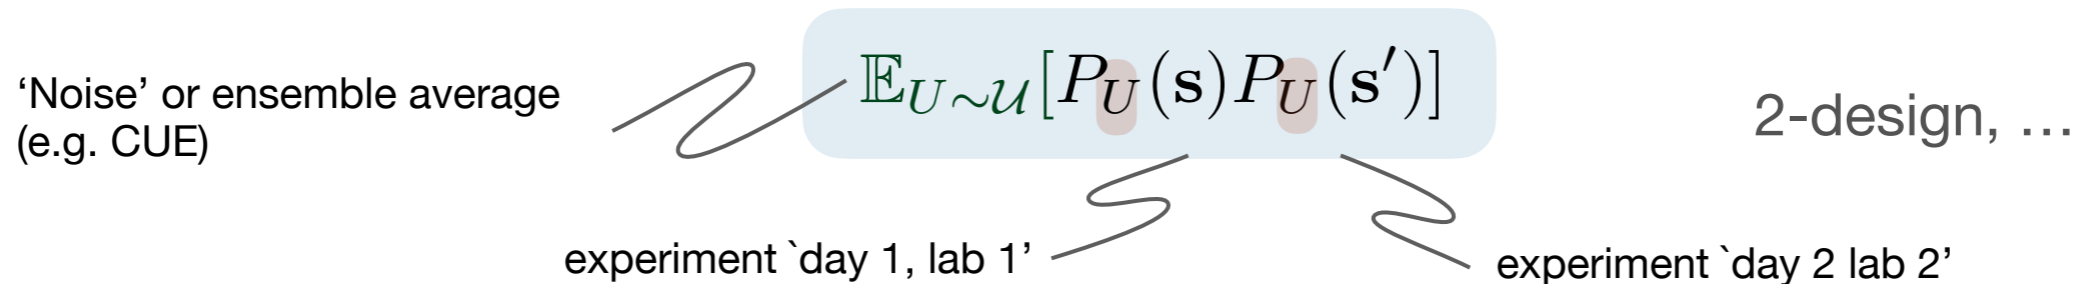 𝔼_{U∼𝒰}[P_U(𝐬)P_U(𝐬′)]
‘Noise’ or ensemble average
(e.g. CUE)
2-design, …
experiment `day 1, lab 1’
experiment `day 2 lab 2’